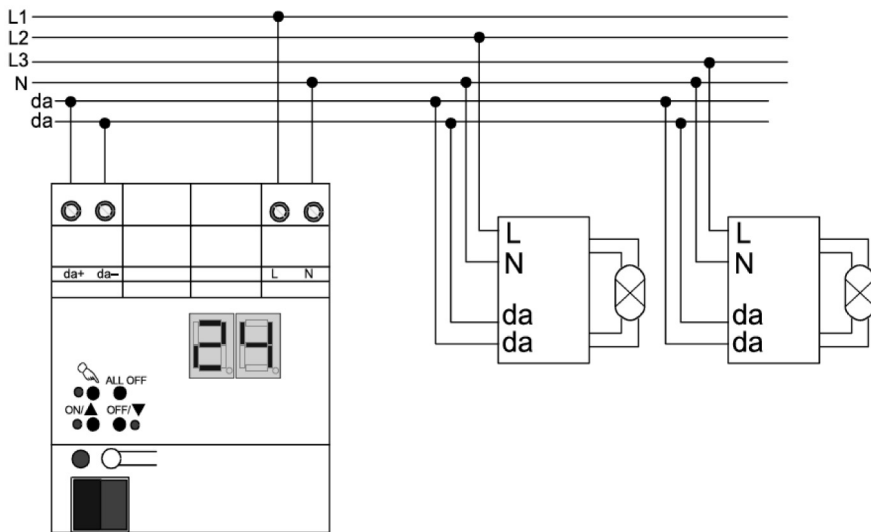 L1
L2
L3
N
da
da
da+ da– L N
24
ALL OFF
ON/▲ OFF/▼
L
N
da
da
L
N
da
da